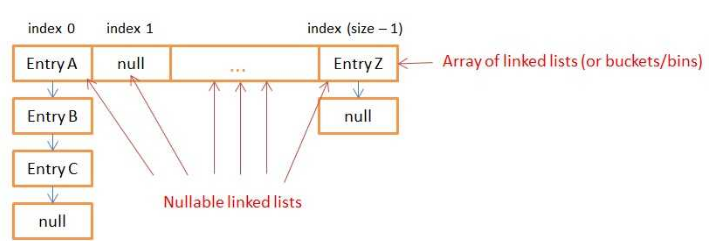 index 0 index 1 index (size – 1)
Entry A null ... Entry Z Array of linked lists (or buckets/bins)
Entry B null
Entry C
Nullable linked lists
null